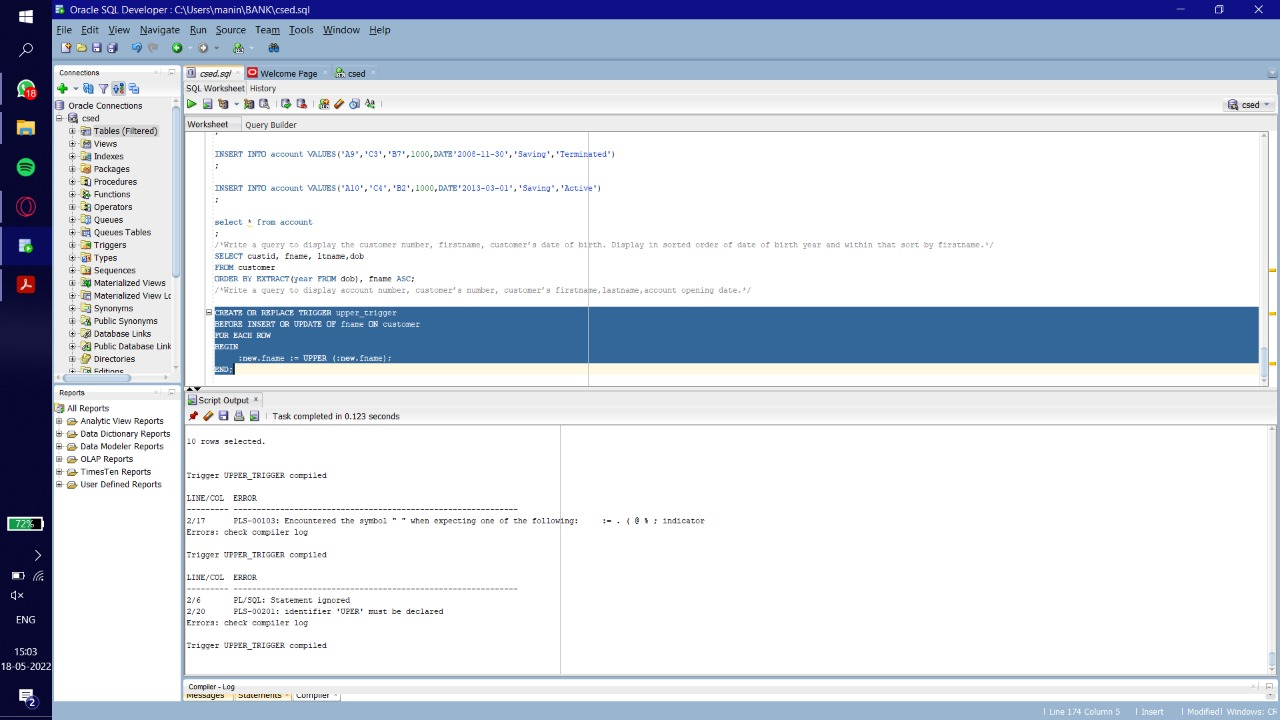 Oracle SQL Developer : C:\Users\manin\BANK\csed.sql
File Edit View Navigate Run Source Team Tools Window Help
Connections
Oracle Connections
csed
Tables (Filtered)
Views
Indexes
Packages
Procedures
Functions
Operators
Queues
Queues Tables
Triggers
Types
Sequences
Materialized Views
Materialized View Lc
Synonyms
Public Synonyms
Database Links
Public Database Link
Directories
Editions
Reports
All Reports
Analytic View Reports
Data Dictionary Reports
Data Modeler Reports
OLAP Reports
TimesTen Reports
User Defined Reports
csed.sql Welcome Page csed
SQL Worksheet History
csed
Worksheet Query Builder
;
INSERT INTO account VALUES('A9','C3','B7',1000,DATE'2008-11-30','Saving','Terminated')
;
INSERT INTO account VALUES('A10','C4','B2',1000,DATE'2013-03-01','Saving','Active')
;
select * from account
;
/*Write a query to display the customer number, firstname, customer's date of birth. Display in sorted order of date of birth year and within that sort by firstname.*/
SELECT custid, fname, ltname,dob
FROM customer
ORDER BY EXTRACT(year FROM dob), fname ASC;
/*Write a query to display account number, customer's number, customer's firstname,lastname,account opening date.*/
CREATE OR REPLACE TRIGGER upper_trigger
BEFORE INSERT OR UPDATE OF fname ON customer
FOR EACH ROW
BEGIN
:new.fname := UPPER (:new.fname);
END;
Script Output
Task completed in 0.123 seconds
10 rows selected.
Trigger UPPER_TRIGGER compiled
LINE/COL ERROR
--------- -------------------------------------------------------------
2/17 PLS-00103: Encountered the symbol " " when expecting one of the following: := . ( @ % ; indicator
Errors: check compiler log
Trigger UPPER_TRIGGER compiled
LINE/COL ERROR
--------- -------------------------------------------------------------
2/6 PL/SQL: Statement ignored
2/20 PLS-00201: identifier 'UPER' must be declared
Errors: check compiler log
Trigger UPPER_TRIGGER compiled
Compiler - Log
Messages Statements Compiler
Line 174 Column 5 Insert Modified Windows: CR
18
72%
ENG
15:03
18-05-2022
2